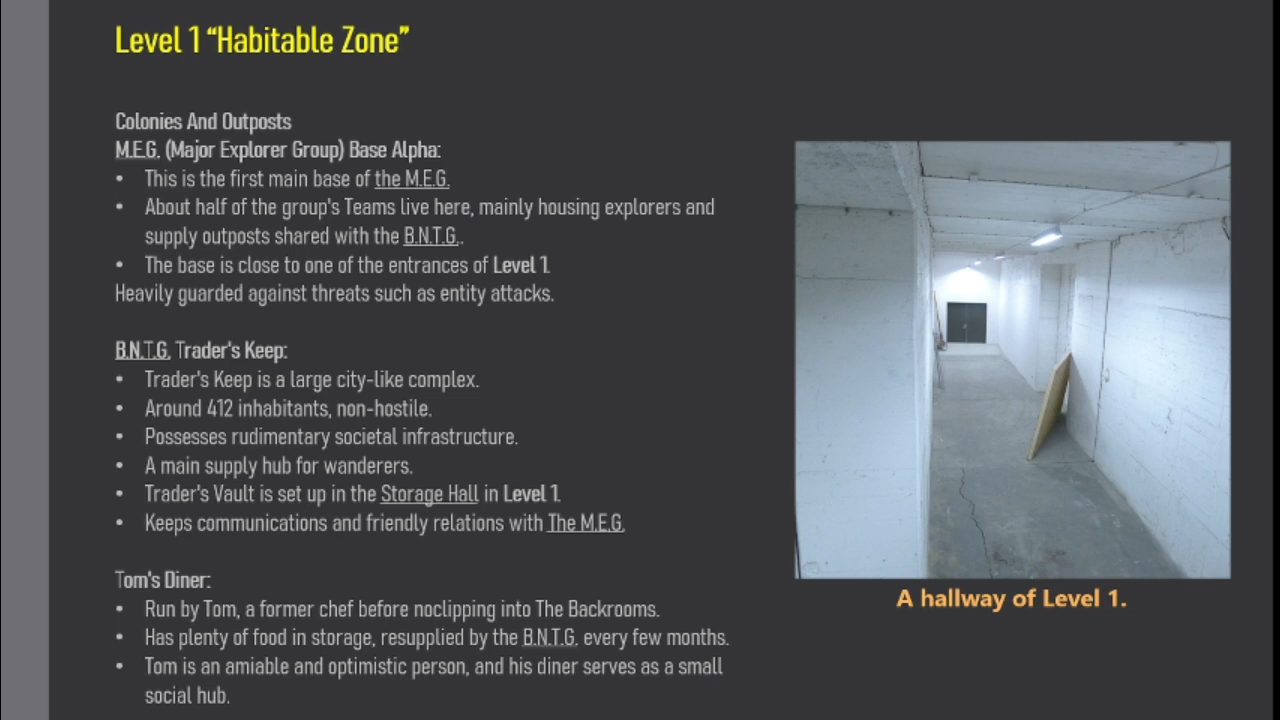 Level 1 “Habitable Zone”
Colonies And Outposts
M.E.G. (Major Explorer Group) Base Alpha:
• This is the first main base of the M.E.G.
• About half of the group's Teams live here, mainly housing explorers and
supply outposts shared with the B.N.T.G..
• The base is close to one of the entrances of Level 1.
Heavily guarded against threats such as entity attacks.
B.N.T.G. Trader's Keep:
• Trader's Keep is a large city-like complex.
• Around 412 inhabitants, non-hostile.
• Possesses rudimentary societal infrastructure.
• A main supply hub for wanderers.
• Trader's Vault is set up in the Storage Hall in Level 1.
• Keeps communications and friendly relations with The M.E.G.
Tom's Diner:
• Run by Tom, a former chef before noclipping into The Backrooms.
• Has plenty of food in storage, resupplied by the B.N.T.G. every few months.
• Tom is an amiable and optimistic person, and his diner serves as a small
social hub.
A hallway of Level 1.